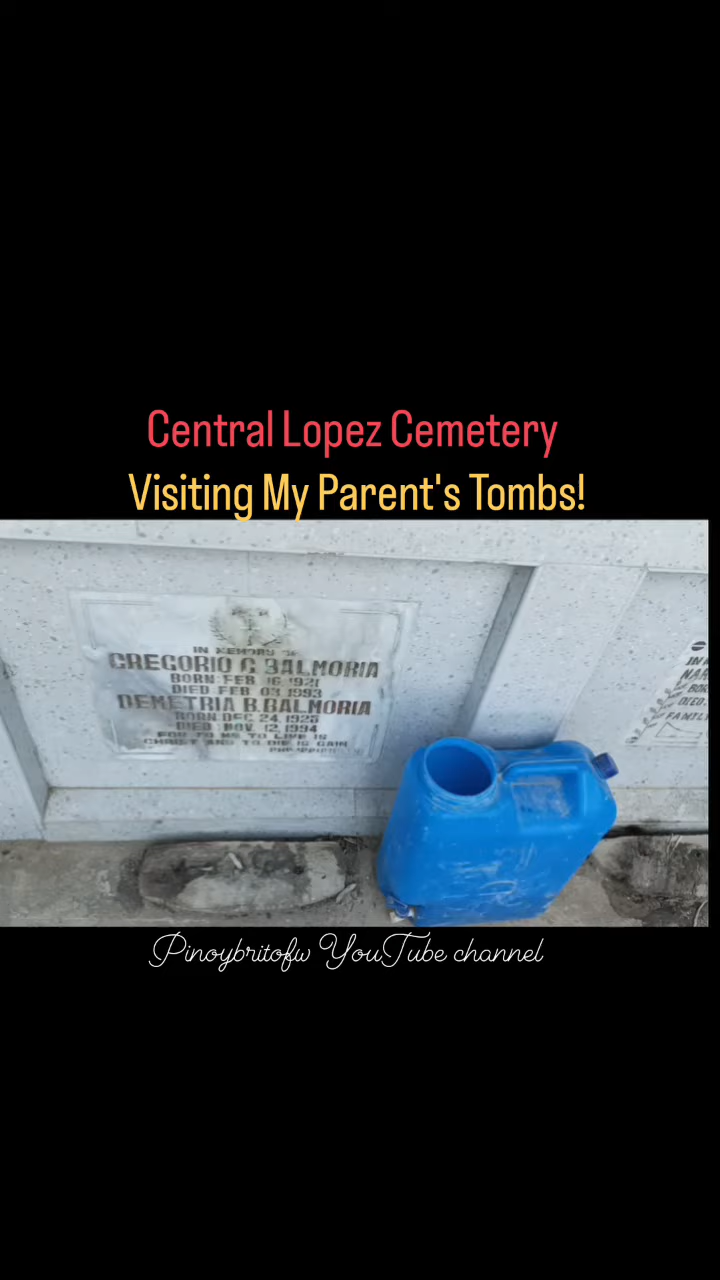 Central Lopez Cemetery
Visiting My Parent's Tombs!
IN MEMORY OF
GREGORIO G BALMORIA
BORN FEB 16 1921
DIED FEB 03 1993
DEMETRIA B. BALMORIA
BORN DEC 24, 1925
DIED NOV 12, 1994
FOR TO ME TO LIVE IS
CHRIST AND TO DIE IS GAIN
Pinoybritofw YouTube channel